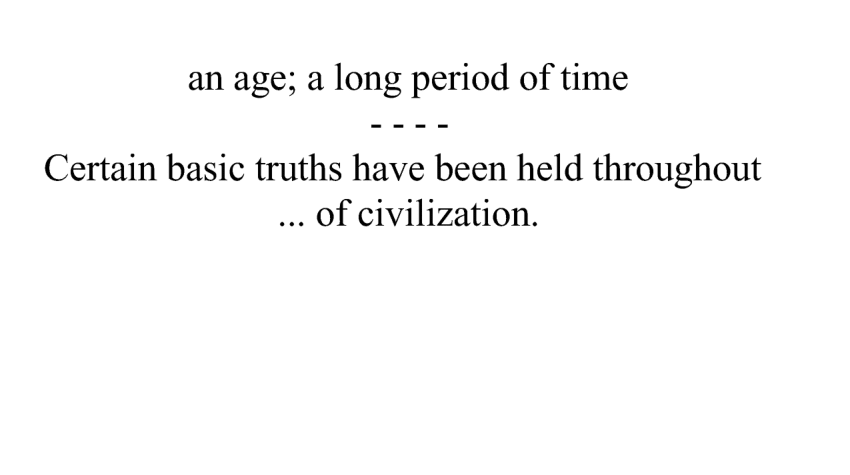 an age; a long period of time
- - - -
Certain basic truths have been held throughout
... of civilization.